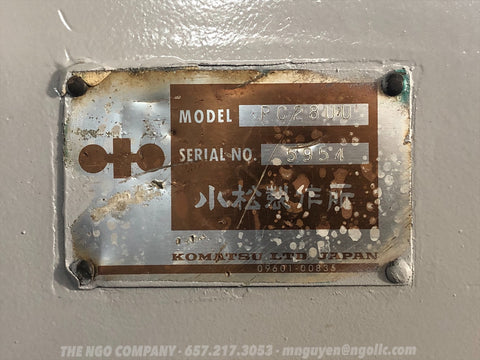 MODEL PC280U
SERIAL NO. 5954
小松製作所
KOMATSU LTD JAPAN
09601-00835
THE NGO COMPANY - 657.217.3053 - mnguyen@ngollc.com